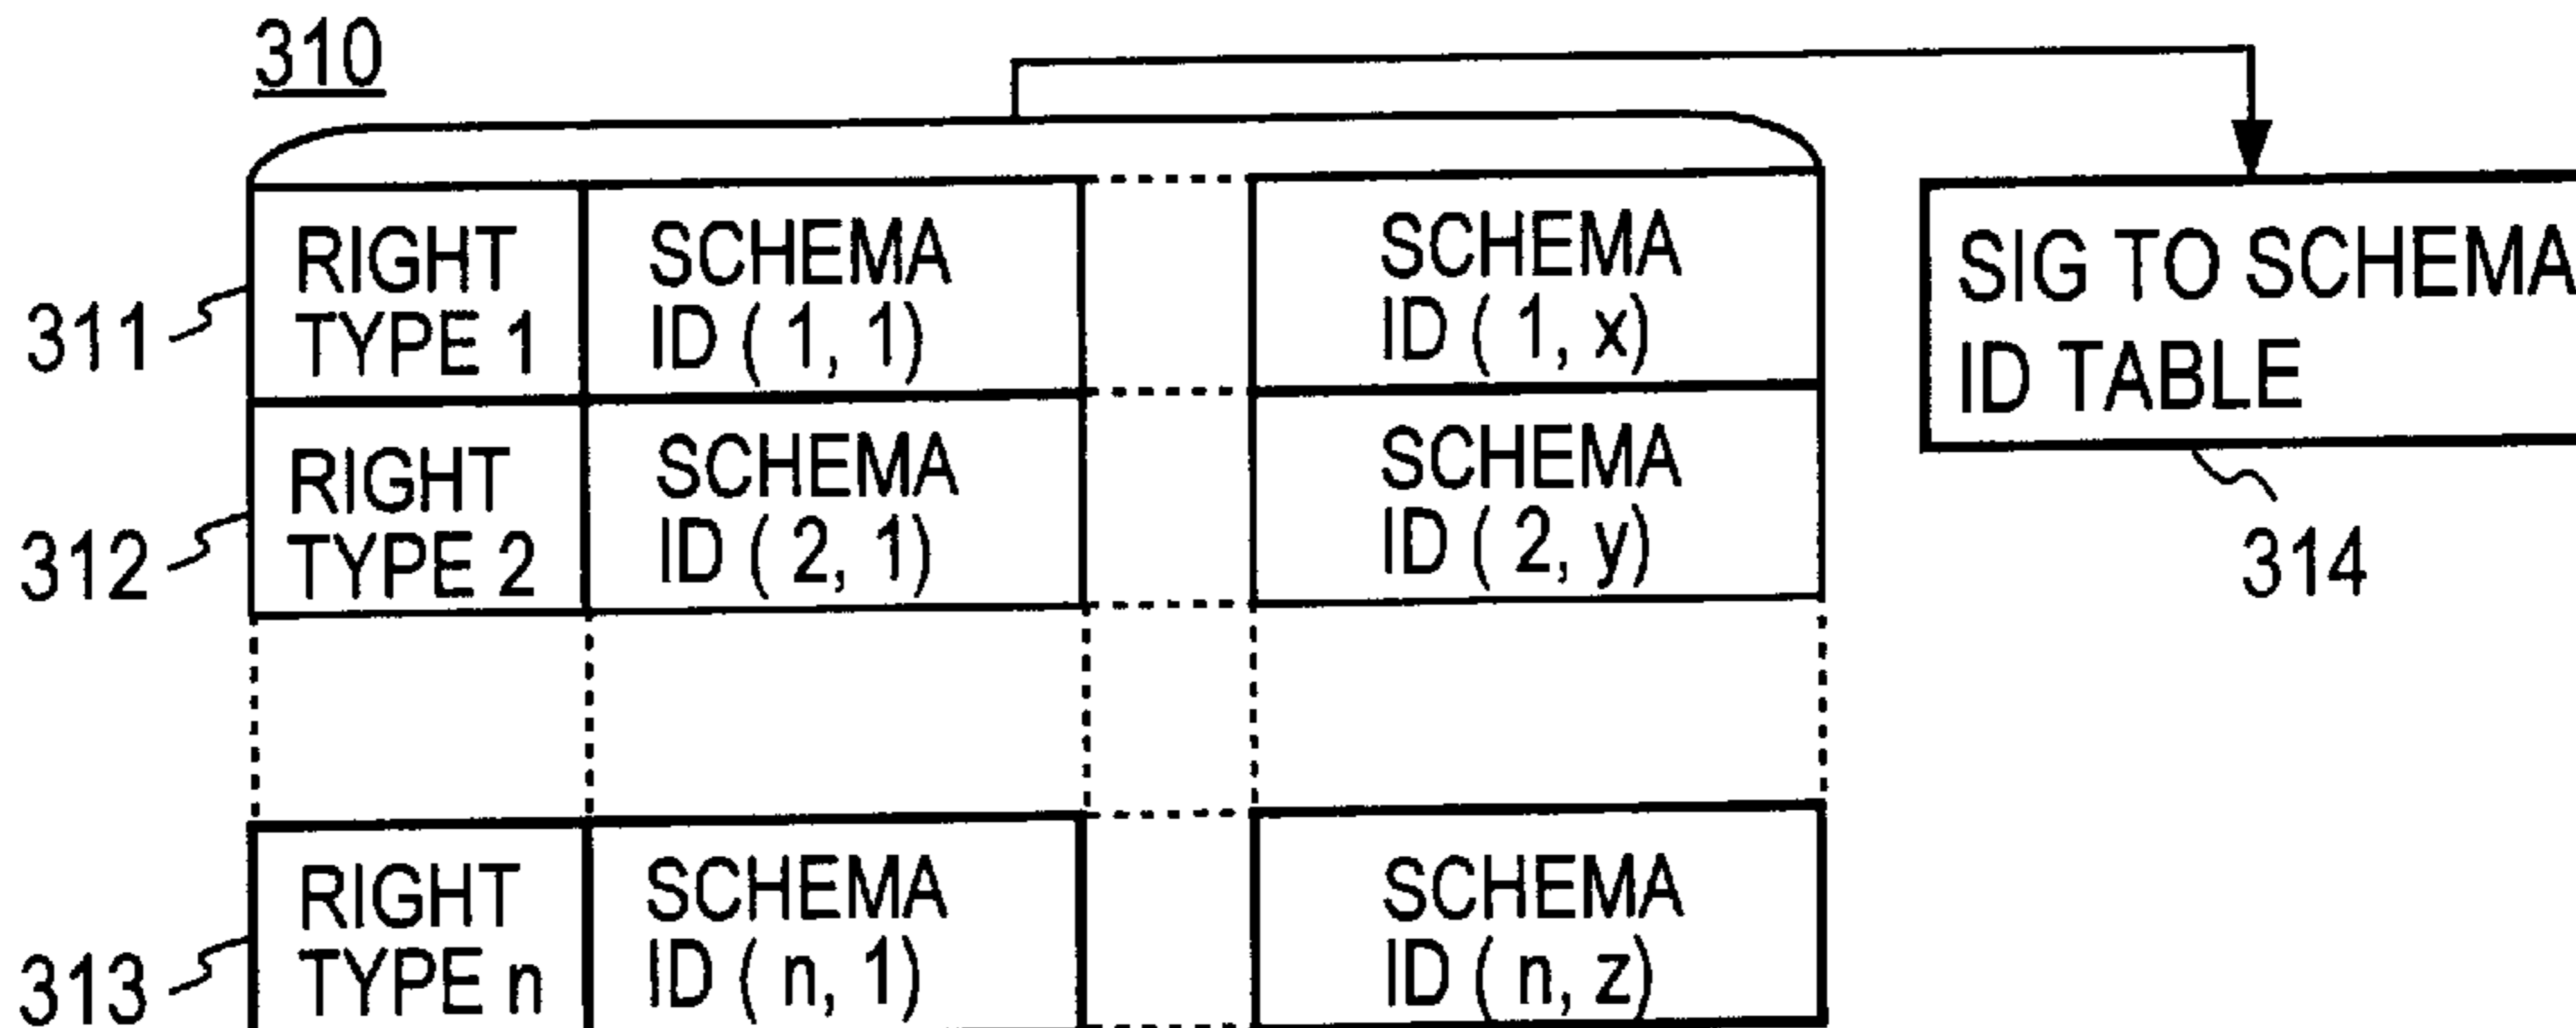 310
311
RIGHT
TYPE 1
SCHEMA
ID ( 1, 1)
SCHEMA
ID ( 1, x)
SIG TO SCHEMA
ID TABLE
312
RIGHT
TYPE 2
SCHEMA
ID ( 2, 1)
SCHEMA
ID ( 2, y)
314
313
RIGHT
TYPE n
SCHEMA
ID ( n, 1)
SCHEMA
ID ( n, z)